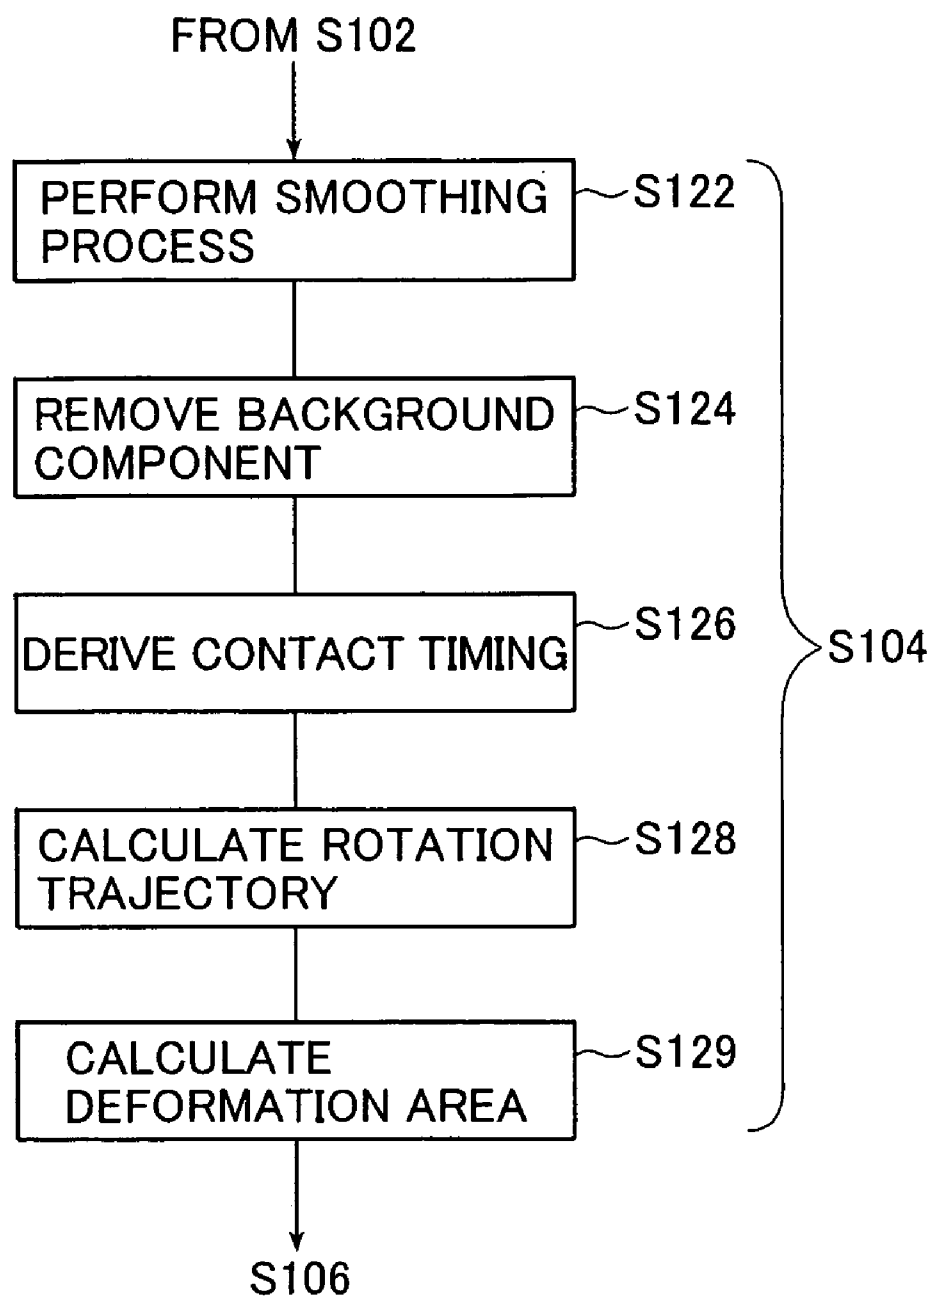 FROM S102
PERFORM SMOOTHING
PROCESS
S122
REMOVE BACKGROUND
COMPONENT
S124
DERIVE CONTACT TIMING
S126
S104
CALCULATE ROTATION
TRAJECTORY
S128
CALCULATE
DEFORMATION AREA
S129
S106